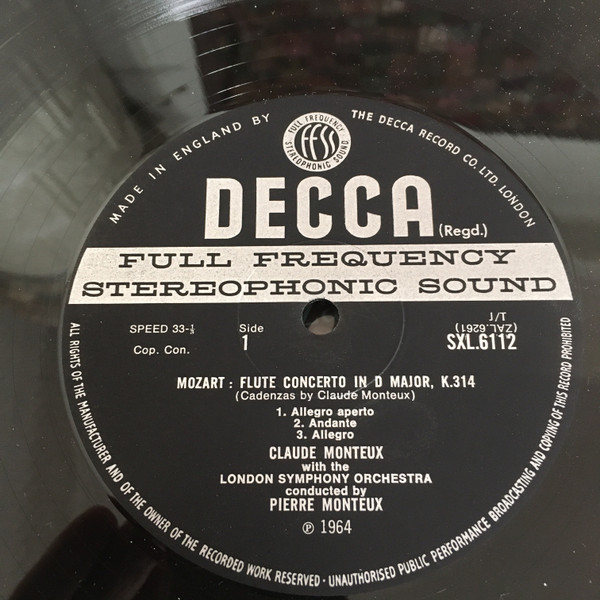 MADE IN ENGLAND BY
THE DECCA RECORD CO. LTD. LONDON
FULL FREQUENCY
FFSS
STEREOPHONIC SOUND
DECCA (Regd.)
FULL FREQUENCY
STEREOPHONIC SOUND
SPEED 33-⅓
Side
1
Cop. Con.
1/T
(ZAL.6261)
SXL.6112
MOZART : FLUTE CONCERTO IN D MAJOR, K.314
(Cadenzas by Claude Monteux)
1. Allegro aperto
2. Andante
3. Allegro
CLAUDE MONTEUX
with the
LONDON SYMPHONY ORCHESTRA
conducted by
PIERRE MONTEUX
℗ 1964
ALL RIGHTS OF THE MANUFACTURER AND OF THE OWNER OF THE RECORDED WORK RESERVED · UNAUTHORISED PUBLIC PERFORMANCE BROADCASTING AND COPYING OF THIS RECORD PROHIBITED